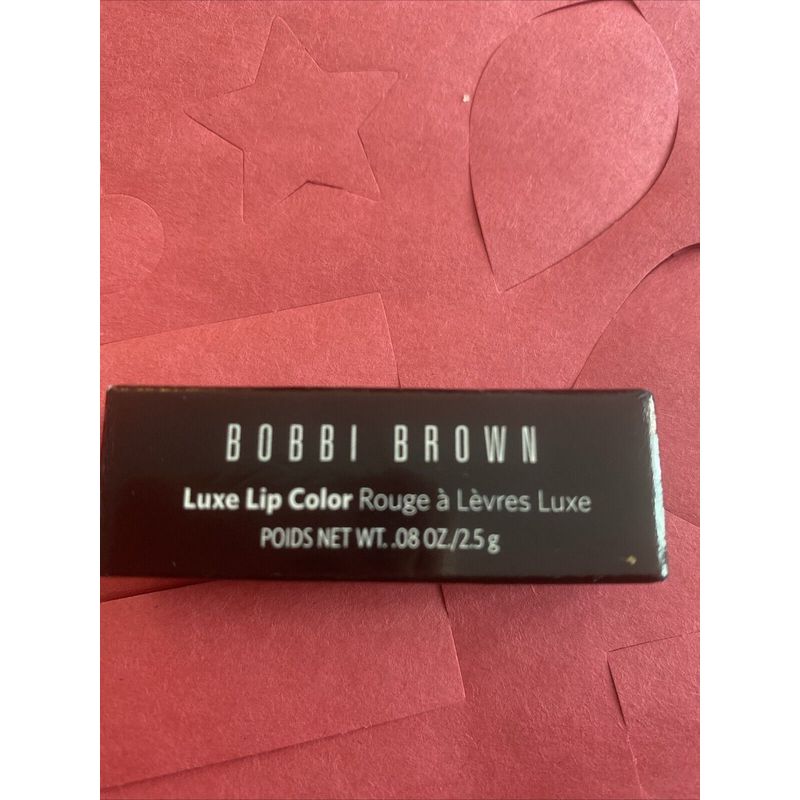 BOBBI BROWN
Luxe Lip Color Rouge à Lèvres Luxe
POIDS NET WT. .08 OZ./2.5 g